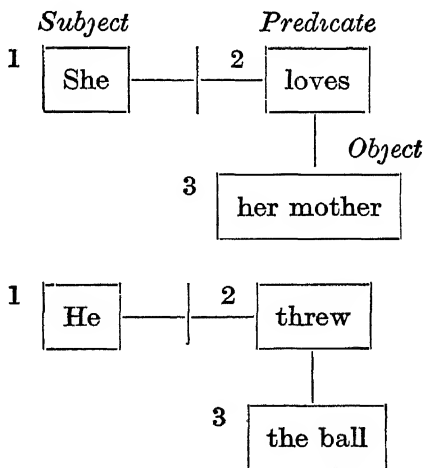 Subject Predicate
1 She 2 loves
Object
3 her mother
1 He 2 threw
3 the ball